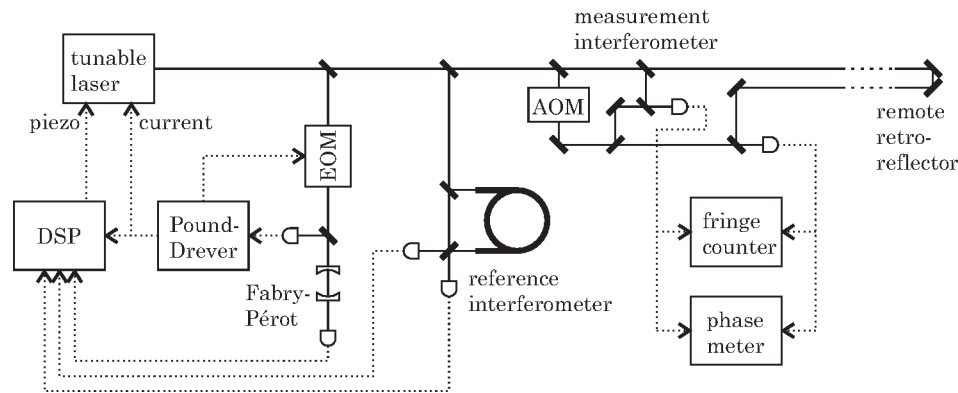 measurement
interferometer
tunable
laser
AOM
piezo
current
remote
retro-
reflector
EOM
DSP
Pound-
Drever
fringe
counter
Fabry-
Pérot
reference
interferometer
phase
meter